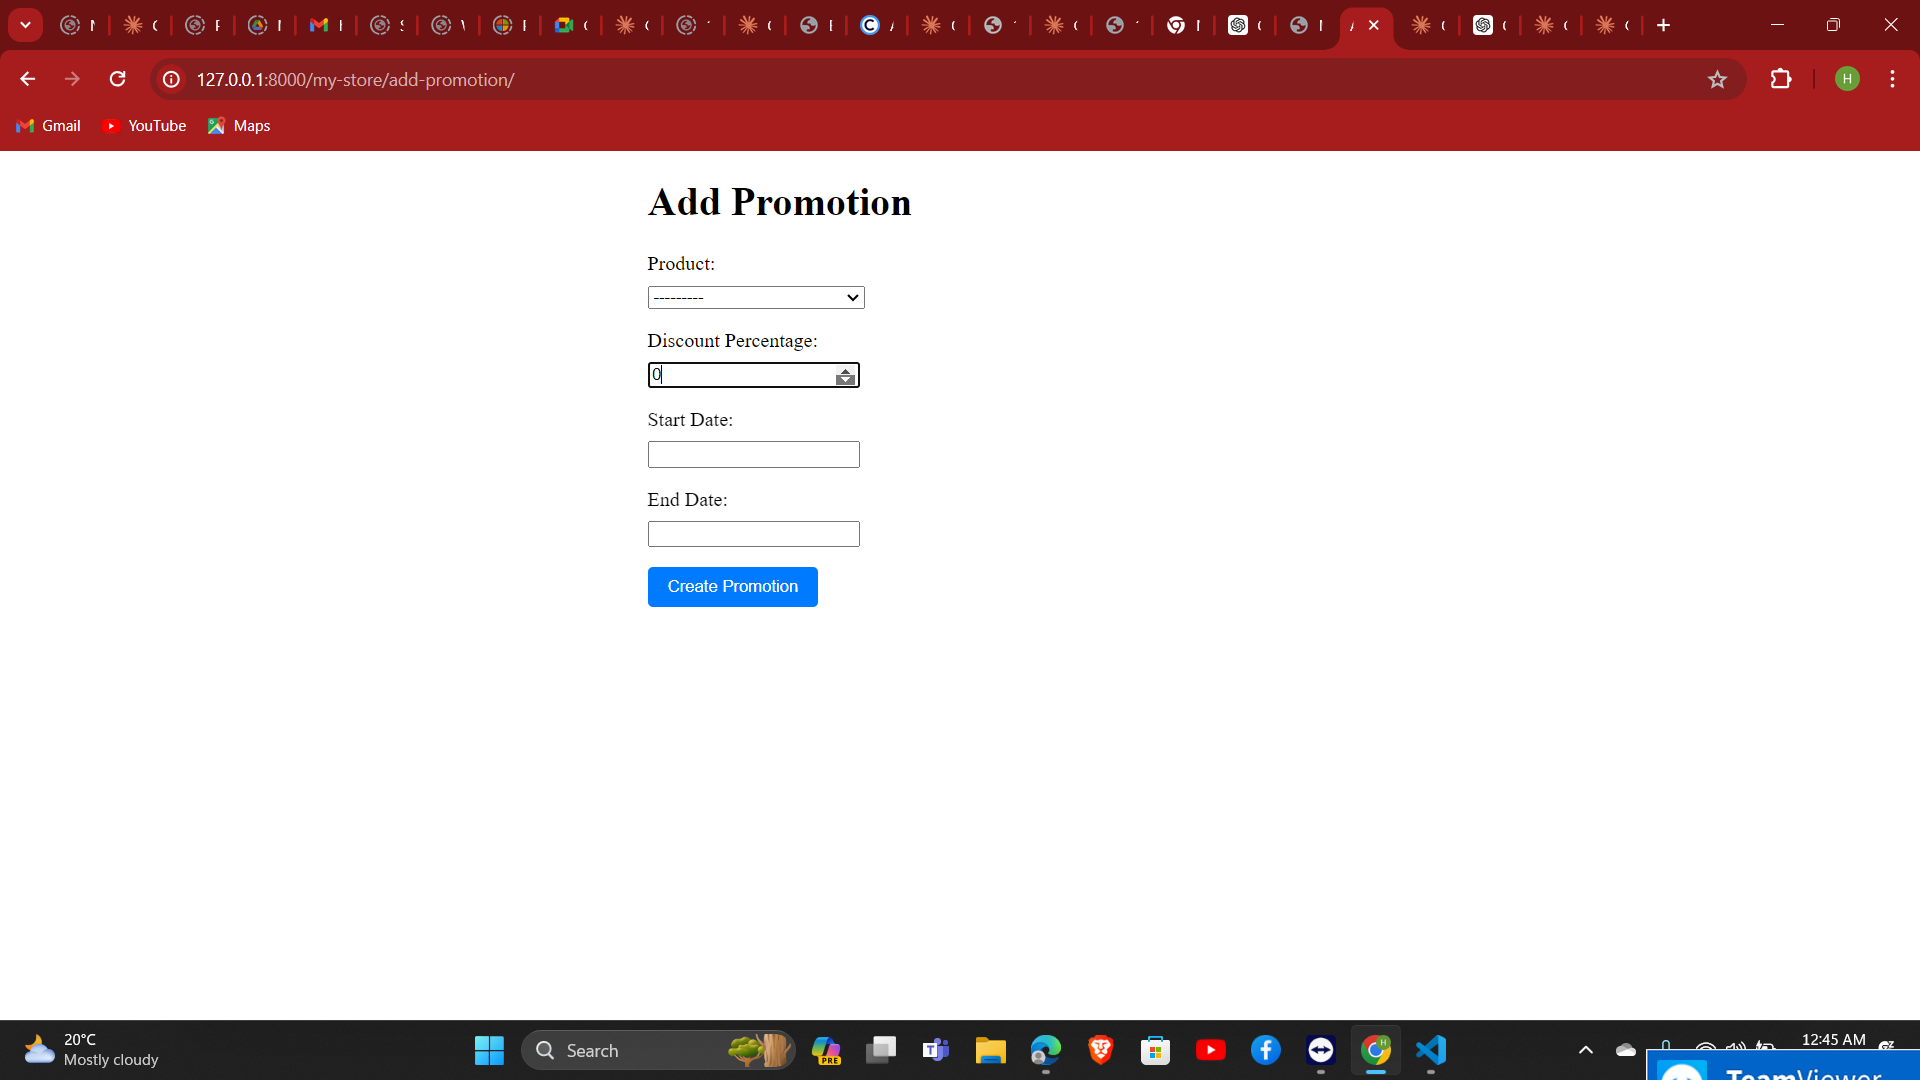 127.0.0.1:8000/my-store/add-promotion/
H
Gmail
YouTube
Maps
Add Promotion
Product:
---------
Discount Percentage:
0
Start Date:
End Date:
Create Promotion
20°C
Mostly cloudy
Search
PRE
12:45 AM
TeamViewer